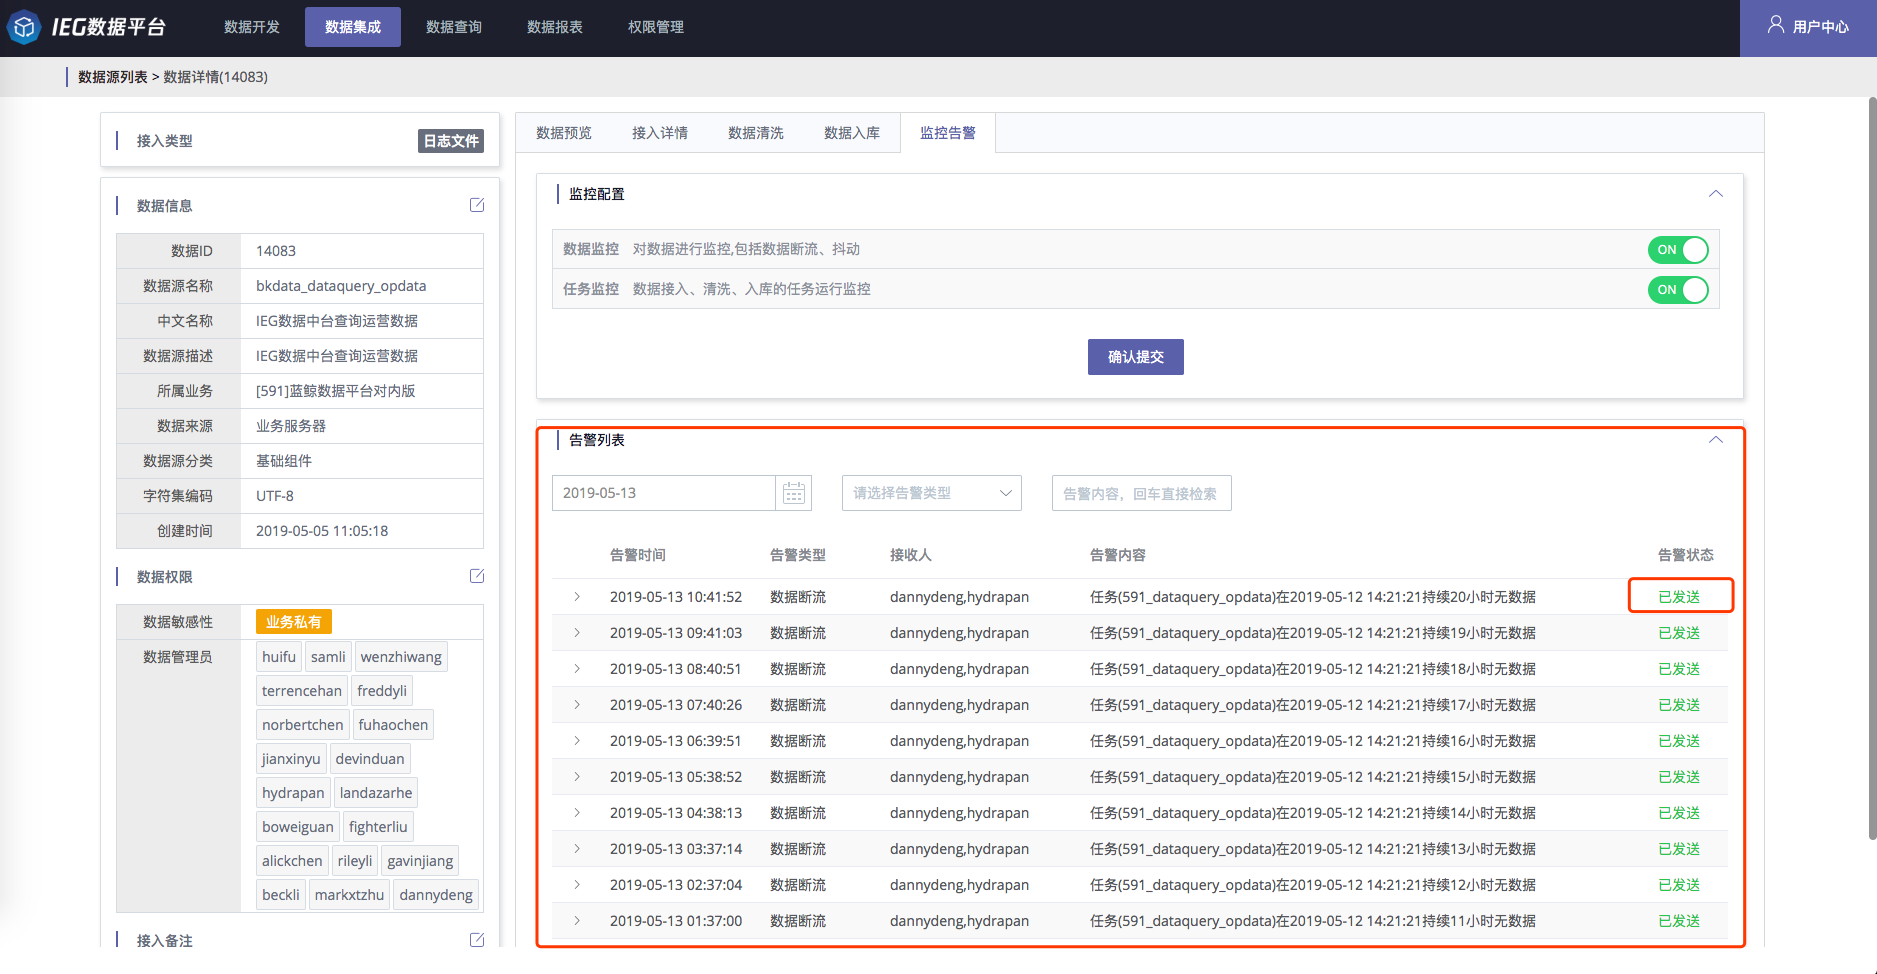 IEG数据平台 数据开发 数据集成 数据查询 数据报表 权限管理 用户中心
数据源列表 > 数据详情(14083)
接入类型 日志文件
数据信息
数据ID 14083
数据源名称 bkdata_dataquery_opdata
中文名称 IEG数据中台查询运营数据
数据源描述 IEG数据中台查询运营数据
所属业务 [591]蓝鲸数据平台对内版
数据来源 业务服务器
数据源分类 基础组件
字符集编码 UTF-8
创建时间 2019-05-05 11:05:18
数据权限
数据敏感性 业务私有
数据管理员 huifu samli wenzhiwang
terrencehan freddyli
norbertchen fuhaochen
jianxinyu devinduan
hydrapan landazarhe
boweiguan fighterliu
alickchen rileyli gavinjiang
beckli markxtzhu dannydeng
接入备注
数据预览 接入详情 数据清洗 数据入库 监控告警
监控配置
数据监控 对数据进行监控,包括数据断流、抖动 ON
任务监控 数据接入、清洗、入库的任务运行监控 ON
确认提交
告警列表
2019-05-13 请选择告警类型 告警内容，回车直接检索
告警时间 告警类型 接收人 告警内容 告警状态
2019-05-13 10:41:52 数据断流 dannydeng,hydrapan 任务(591_dataquery_opdata)在2019-05-12 14:21:21持续20小时无数据 已发送
2019-05-13 09:41:03 数据断流 dannydeng,hydrapan 任务(591_dataquery_opdata)在2019-05-12 14:21:21持续19小时无数据 已发送
2019-05-13 08:40:51 数据断流 dannydeng,hydrapan 任务(591_dataquery_opdata)在2019-05-12 14:21:21持续18小时无数据 已发送
2019-05-13 07:40:26 数据断流 dannydeng,hydrapan 任务(591_dataquery_opdata)在2019-05-12 14:21:21持续17小时无数据 已发送
2019-05-13 06:39:51 数据断流 dannydeng,hydrapan 任务(591_dataquery_opdata)在2019-05-12 14:21:21持续16小时无数据 已发送
2019-05-13 05:38:52 数据断流 dannydeng,hydrapan 任务(591_dataquery_opdata)在2019-05-12 14:21:21持续15小时无数据 已发送
2019-05-13 04:38:13 数据断流 dannydeng,hydrapan 任务(591_dataquery_opdata)在2019-05-12 14:21:21持续14小时无数据 已发送
2019-05-13 03:37:14 数据断流 dannydeng,hydrapan 任务(591_dataquery_opdata)在2019-05-12 14:21:21持续13小时无数据 已发送
2019-05-13 02:37:04 数据断流 dannydeng,hydrapan 任务(591_dataquery_opdata)在2019-05-12 14:21:21持续12小时无数据 已发送
2019-05-13 01:37:00 数据断流 dannydeng,hydrapan 任务(591_dataquery_opdata)在2019-05-12 14:21:21持续11小时无数据 已发送